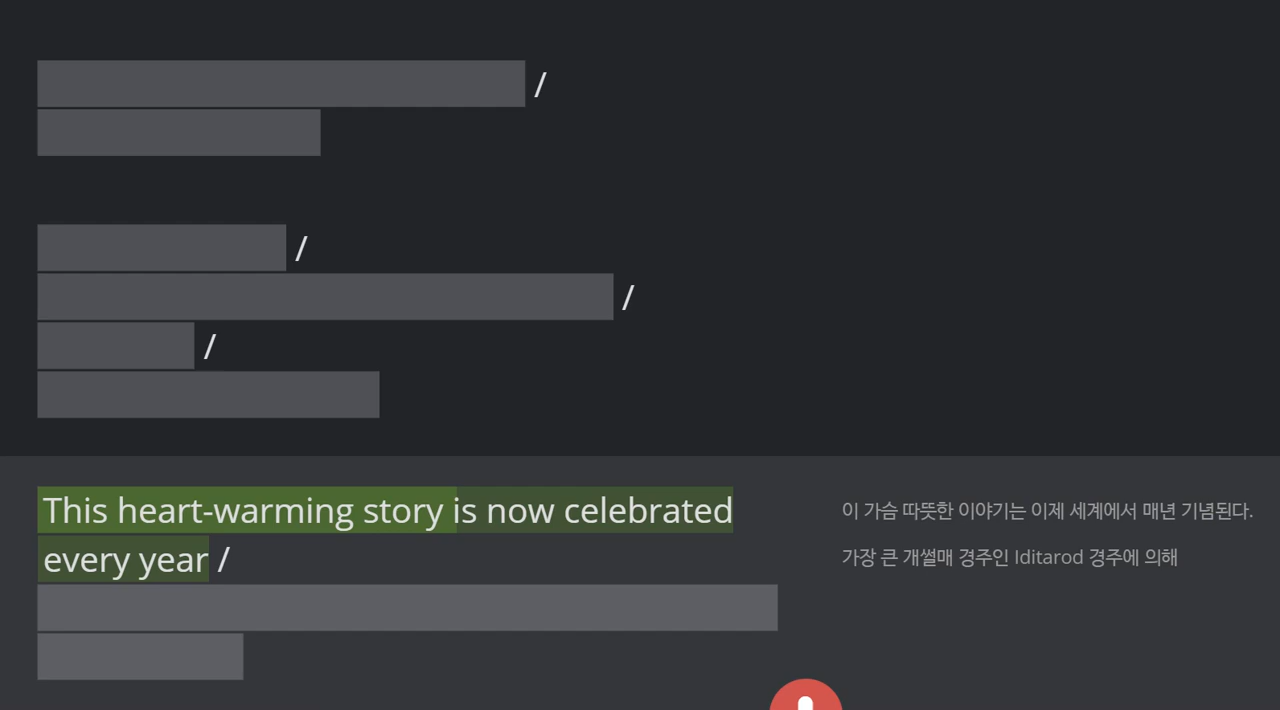 /
/
/
/
This heart-warming story is now celebrated
every year /
이 가슴 따뜻한 이야기는 이제 세계에서 매년 기념된다.
가장 큰 개썰매 경주인 Iditarod 경주에 의해